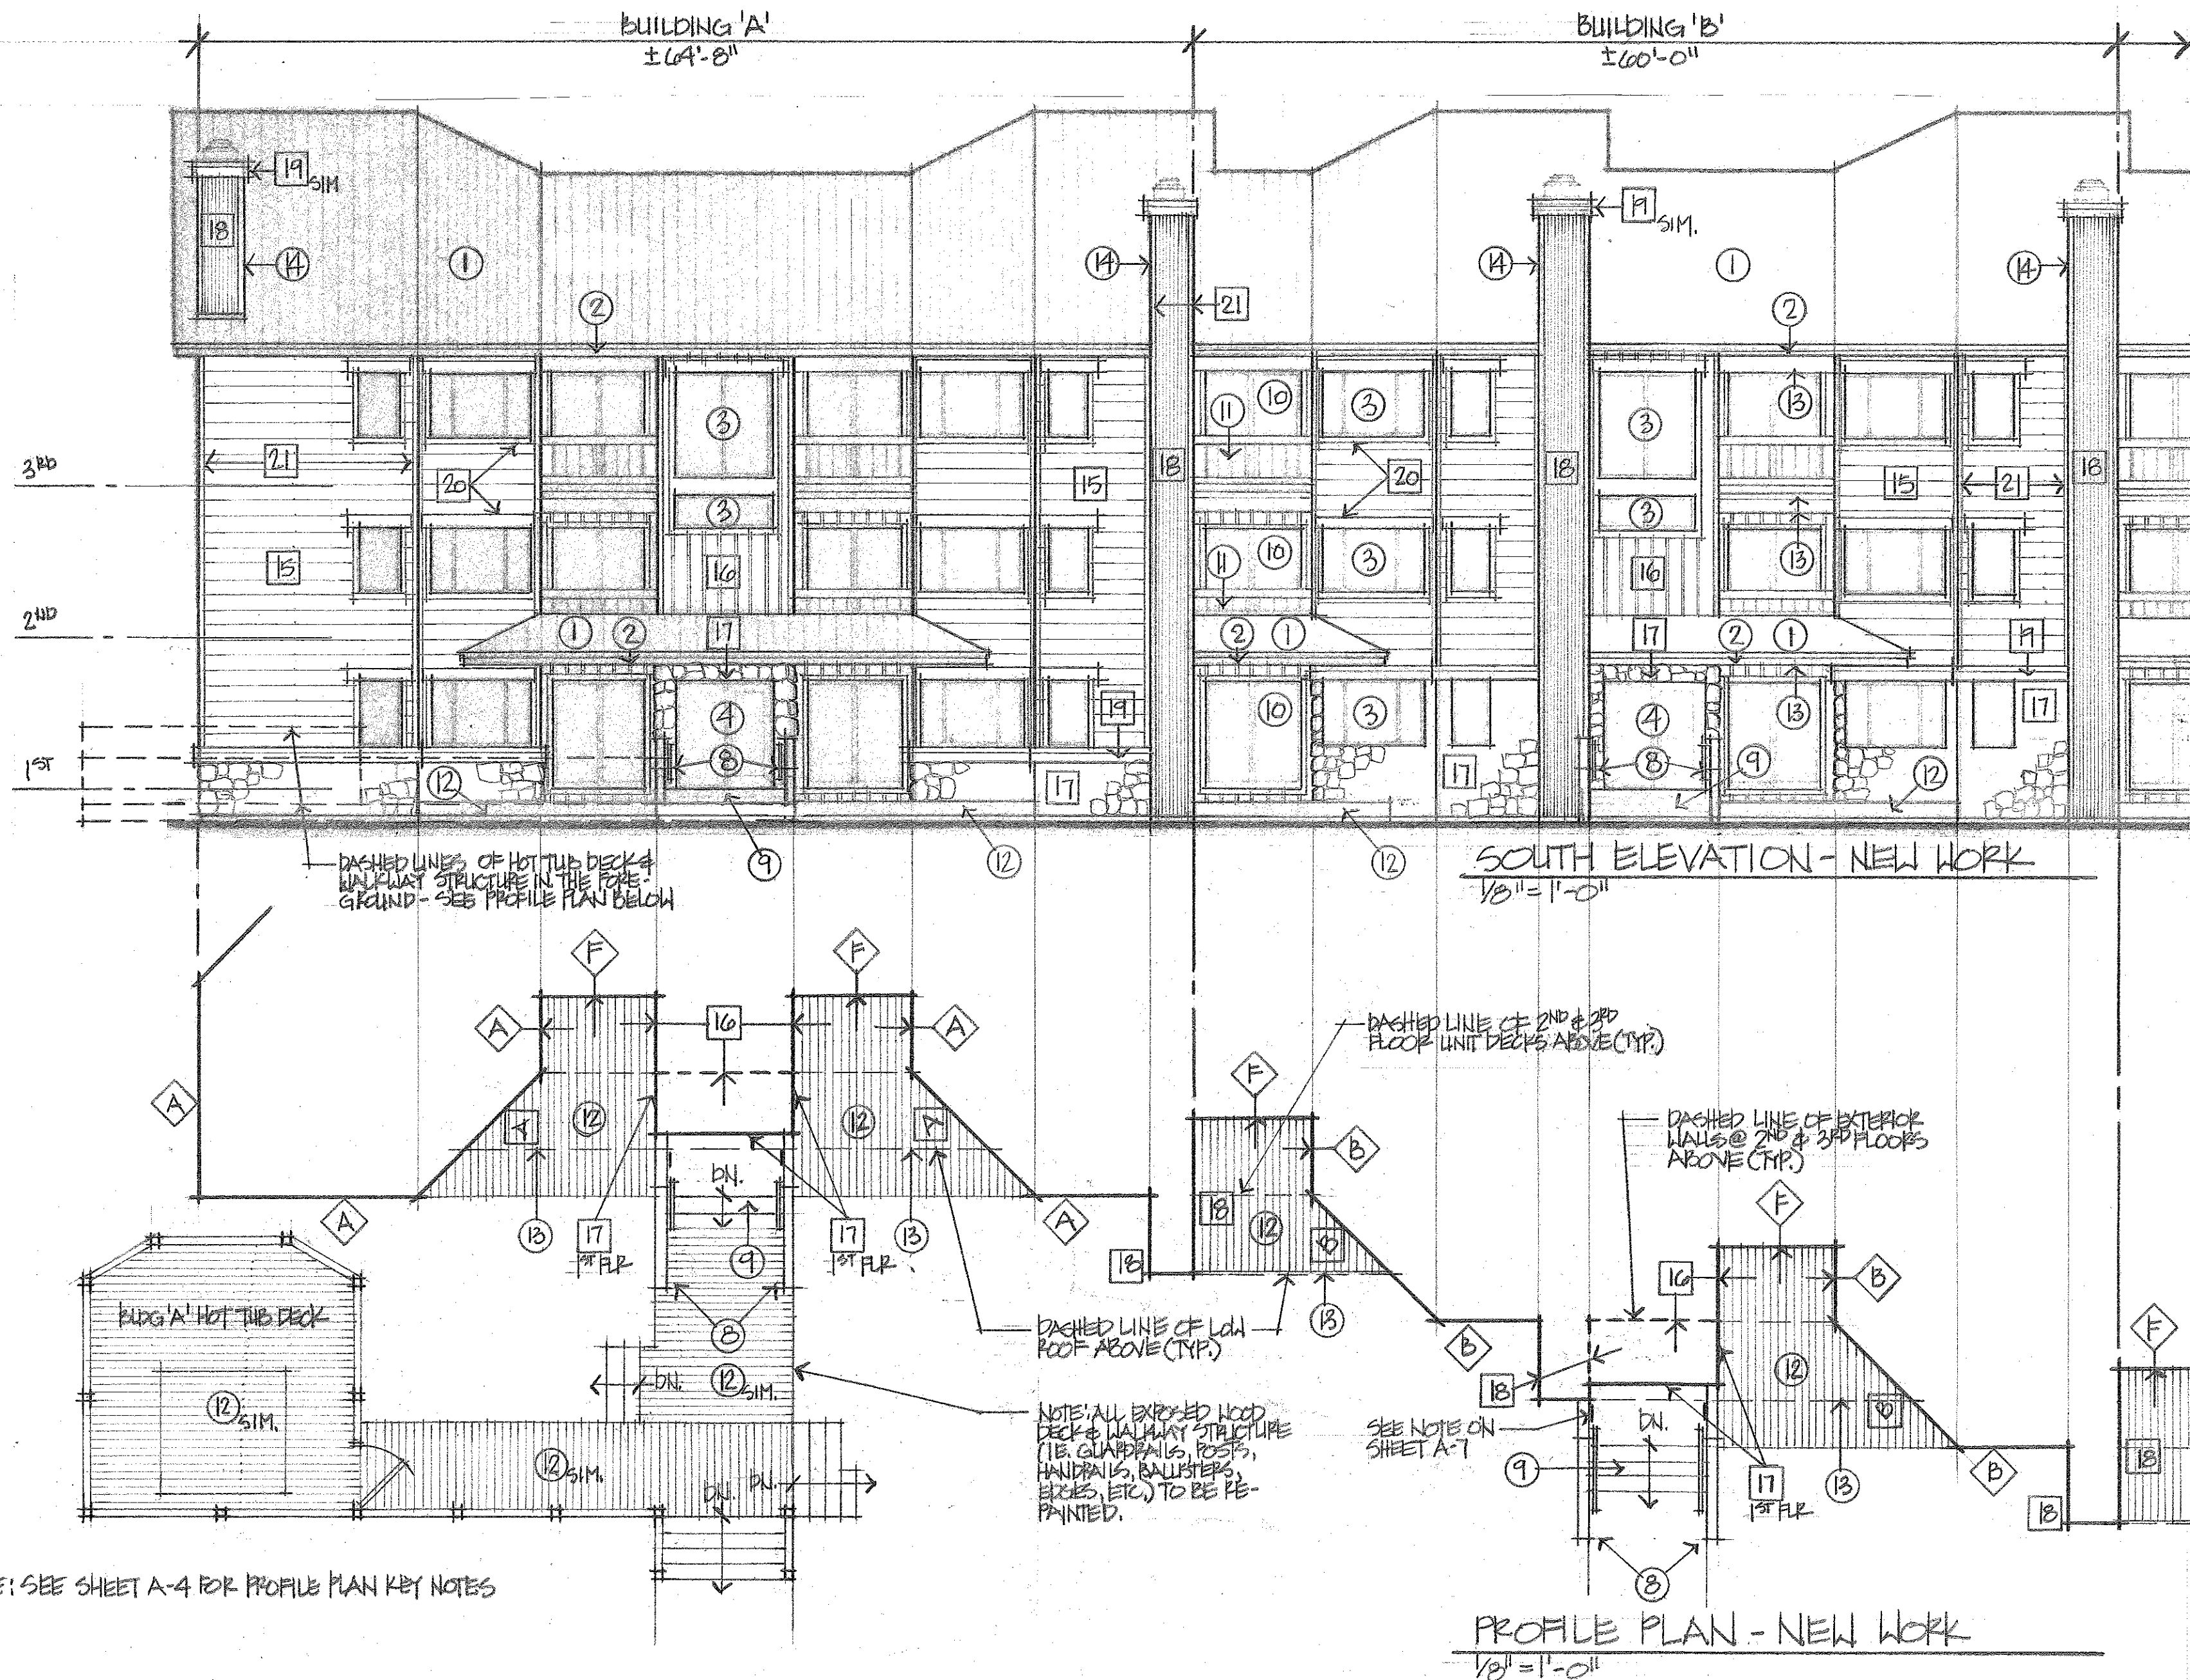 BUILDING 'A'
±64'-8"
BUILDING 'B'
±60'-0"
19 SIM
18
14
1
2
14
21
19 SIM.
14
1
2
14
3
11
10
3
3
13
3RD
21
20
3
15
18
20
18
3
15
21
18
15
16
11
10
3
16
13
2ND
1
2
17
2
1
17
2
1
19
4
19
10
3
4
13
17
1ST
12
8
17
17
8
9
12
DASHED LINES OF HOT TUB DECK &
WALKWAY STRUCTURE IN THE FORE-
GROUND - SEE PROFILE PLAN BELOW
9
12
12
SOUTH ELEVATION - NEW WORK
1/8" = 1'-0"
F
F
A
16
A
DASHED LINE OF 2ND & 3RD
FLOOR UNIT DECKS ABOVE (TYP.)
F
A
A
12
12
A
DASHED LINE OF EXTERIOR
WALLS @ 2ND & 3RD FLOORS
ABOVE (TYP.)
B
F
DN.
18
12
B
A
13
17
1ST FLR
9
17
1ST FLR
13
A
18
16
B
BLDG 'A' HOT TUB DECK
8
DASHED LINE OF LOW
ROOF ABOVE (TYP.)
13
B
F
12 SIM.
DN.
12 SIM.
18
12
B
NOTE: ALL EXPOSED WOOD
DECK & WALKWAY STRUCTURE
(I.E. GUARDRAILS, POSTS,
HANDRAILS, BALUSTERS,
EDGES, ETC.) TO BE RE-
PAINTED.
SEE NOTE ON
SHEET A-7
DN.
12 SIM.
DN.
DN.
9
17
1ST FLR
13
B
18
18
8
E: SEE SHEET A-4 FOR PROFILE PLAN KEY NOTES
PROFILE PLAN - NEW WORK
1/8" = 1'-0"